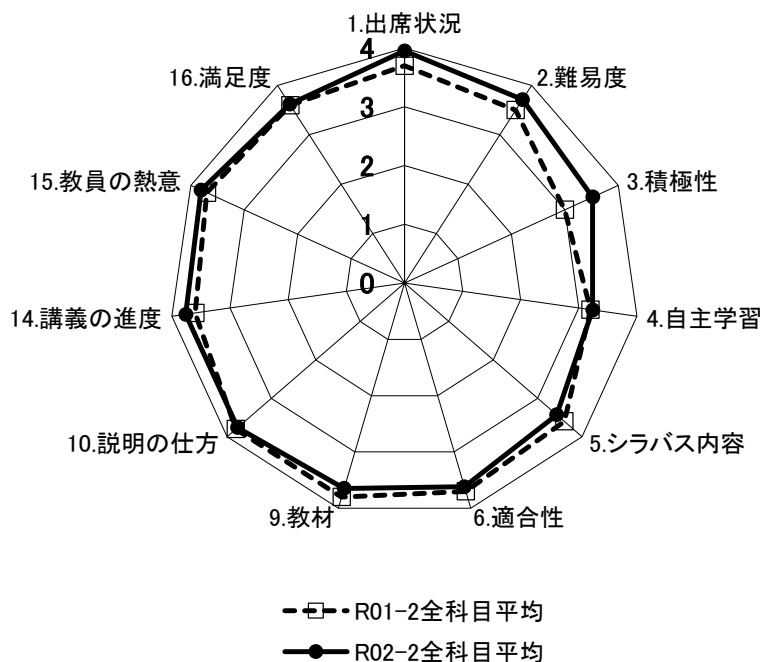 1.出席状況
2.難易度
3.積極性
4.自主学習
5.シラバス内容
6.適合性
9.教材
10.説明の仕方
14.講義の進度
15.教員の熱意
16.満足度
4
3
2
1
0
R01-2全科目平均
R02-2全科目平均